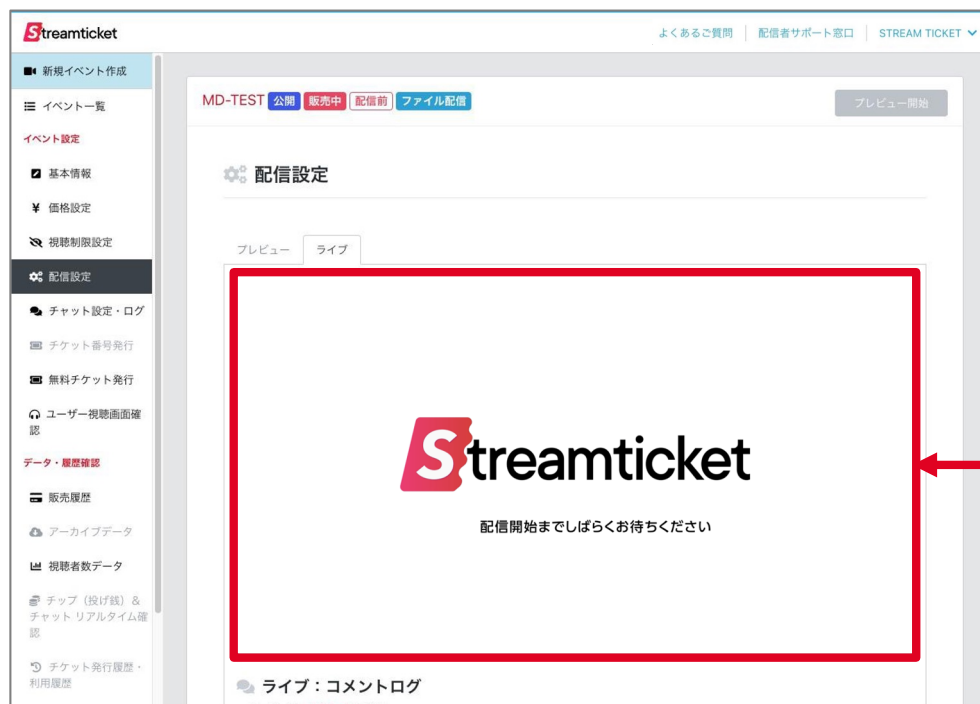 Streamticket
よくあるご質問
配信者サポート窓口
STREAM TICKET
新規イベント作成
イベント一覧
イベント設定
基本情報
¥ 価格設定
視聴制限設定
配信設定
チャット設定・ログ
チケット番号発行
無料チケット発行
ユーザー視聴画面確
認
データ・履歴確認
販売履歴
アーカイブデータ
視聴者数データ
チップ（投げ銭）&
チャット リアルタイム確
認
チケット発行履歴・
利用履歴
MD-TEST 公開 販売中 配信前 ファイル配信
プレビュー開始
配信設定
プレビュー
ライブ
Streamticket
配信開始までしばらくお待ちください
ライブ：コメントログ